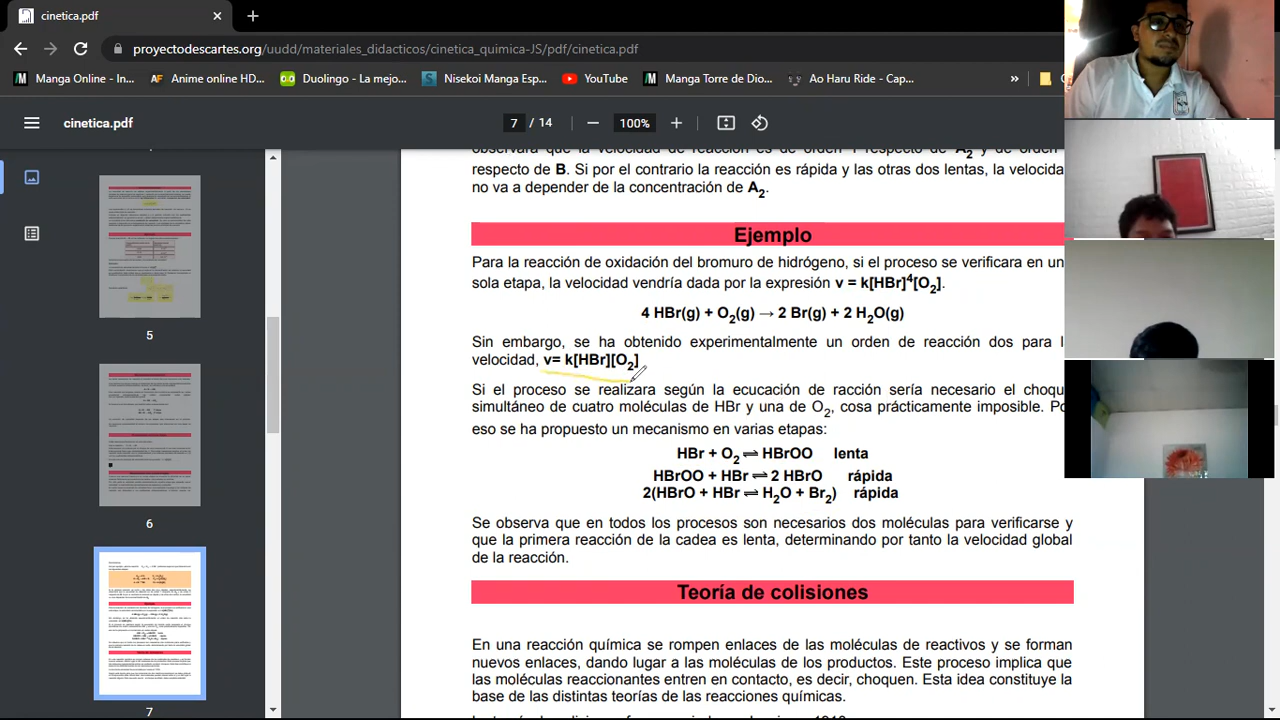 cinetica.pdf
proyectodescartes.org/uudd/materiales_didacticos/cinetica_quimica-JS/pdf/cinetica.pdf
Manga Online - In... Anime online HD... Duolingo - La mejo... Nisekoi Manga Esp... YouTube Manga Torre de Dio... Ao Haru Ride - Cap... »
cinetica.pdf 7 / 14 100%
respecto de B. Si por el contrario la reacción es rápida y las otras dos lentas, la velocida
no va a depender de la concentración de A2.
Ejemplo
Para la reacción de oxidación del bromuro de hidrógeno, si el proceso se verificara en un
sola etapa, la velocidad vendría dada por la expresión v = k[HBr]⁴[O₂].
4 HBr(g) + O₂(g) → 2 Br(g) + 2 H₂O(g)
Sin embargo, se ha obtenido experimentalmente un orden de reacción dos para l
velocidad, v= k[HBr][O₂]
Si el proceso se realizara según la ecucación de acción sería necesario el choqu
simultáneo de cuatro moléculas de HBr y una de O₂ cosa prácticamente imposible. Po
eso se ha propuesto un mecanismo en varias etapas:
HBr + O₂ ⇌ HBrOO lenta
HBrOO + HBr ⇌ 2 HBrO rápida
2(HBrO + HBr ⇌ H₂O + Br₂) rápida
Se observa que en todos los procesos son necesarios dos moléculas para verificarse y
que la primera reacción de la cadea es lenta, determinando por tanto la velocidad global
de la reacción.
Teoría de colisones
En una reacción química se rompen enlaces de las moléculas de reactivos y se forman
nuevos enlaces dando lugar a las moléculas de los productos. Este proceso implica que
las moléculas reaccionantes entren en contacto, es decir, choquen. Esta idea constituye la
base de las distintas teorías de las reacciones químicas.
5
6
7